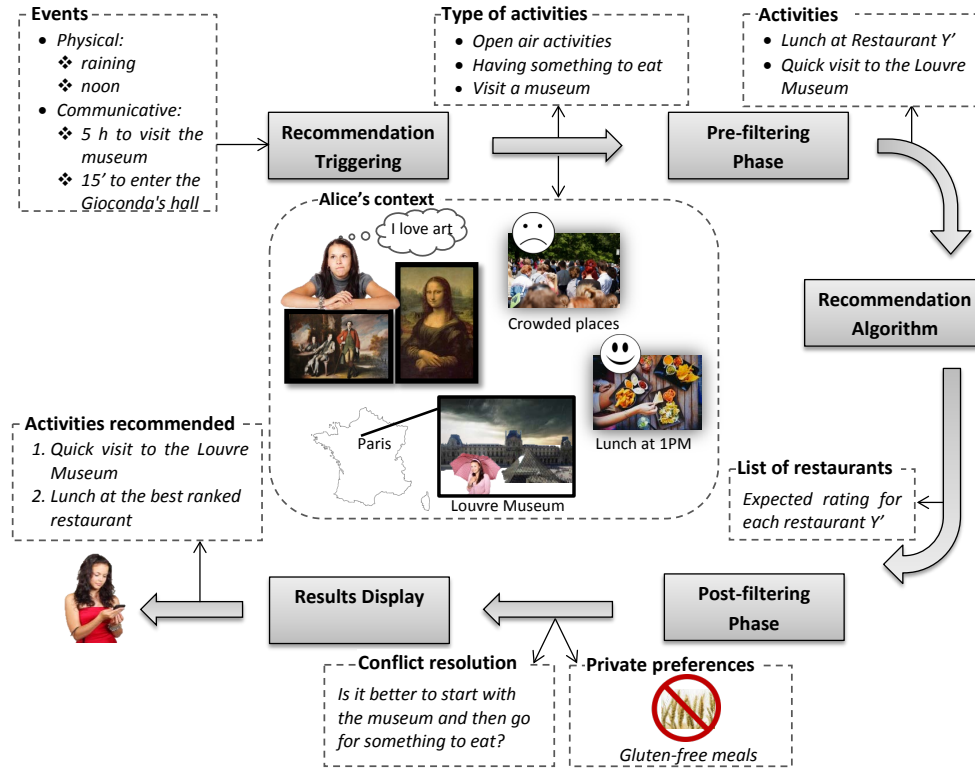 Events
• Physical:
❖ raining
❖ noon
• Communicative:
❖ 5 h to visit the
museum
❖ 15’ to enter the
Gioconda's hall
Recommendation
Triggering
Type of activities
• Open air activities
• Having something to eat
• Visit a museum
Pre-filtering
Phase
Activities
• Lunch at Restaurant Y’
• Quick visit to the Louvre
Museum
Alice’s context
I love art
Crowded places
Lunch at 1PM
Paris
Louvre Museum
Recommendation
Algorithm
List of restaurants
Expected rating for
each restaurant Y’
Post-filtering
Phase
Private preferences
Gluten-free meals
Conflict resolution
Is it better to start with
the museum and then go
for something to eat?
Results Display
Activities recommended
1. Quick visit to the Louvre
Museum
2. Lunch at the best ranked
restaurant